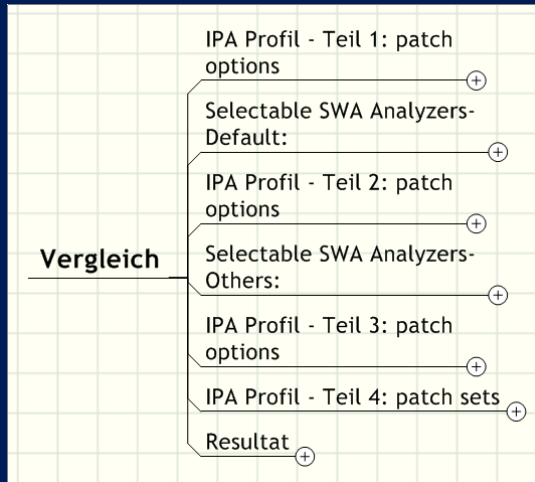 IPA Profil - Teil 1: patch
options
Selectable SWA Analyzers-
Default:
IPA Profil - Teil 2: patch
options
Vergleich
Selectable SWA Analyzers-
Others:
IPA Profil - Teil 3: patch
options
IPA Profil - Teil 4: patch sets
Resultat